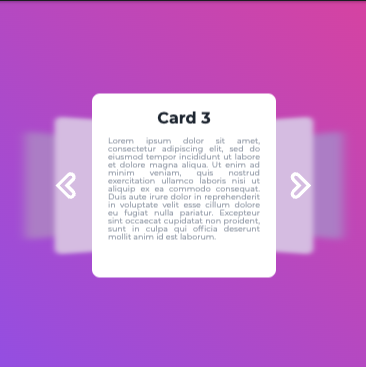 Card 3
Lorem ipsum dolor sit amet,
consectetur adipiscing elit, sed do
eiusmod tempor incididunt ut labore
et dolore magna aliqua. Ut enim ad
minim veniam, quis nostrud
exercitation ullamco laboris nisi ut
aliquip ex ea commodo consequat.
Duis aute irure dolor in reprehenderit
in voluptate velit esse cillum dolore
eu fugiat nulla pariatur. Excepteur
sint occaecat cupidatat non proident,
sunt in culpa qui officia deserunt
mollit anim id est laborum.